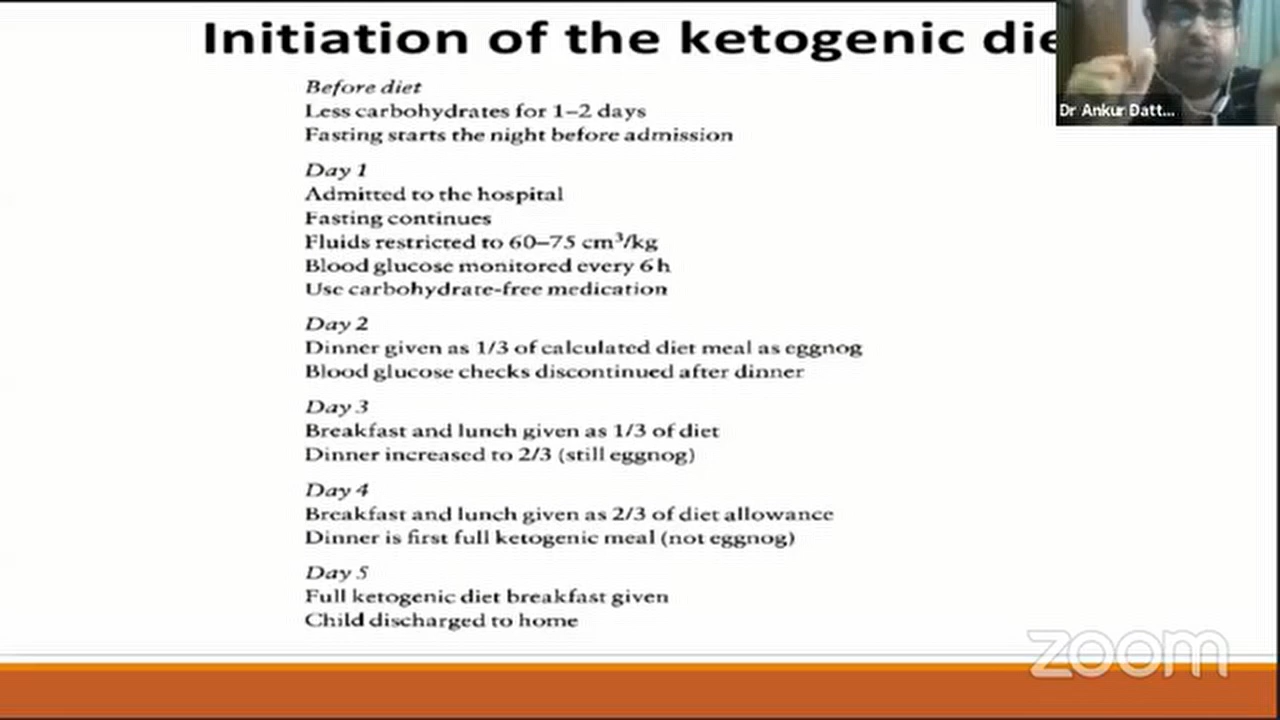 Initiation of the ketogenic die
Dr Ankur Datt...
Before diet
Less carbohydrates for 1–2 days
Fasting starts the night before admission
Day 1
Admitted to the hospital
Fasting continues
Fluids restricted to 60–75 cm³/kg
Blood glucose monitored every 6 h
Use carbohydrate-free medication
Day 2
Dinner given as 1/3 of calculated diet meal as eggnog
Blood glucose checks discontinued after dinner
Day 3
Breakfast and lunch given as 1/3 of diet
Dinner increased to 2/3 (still eggnog)
Day 4
Breakfast and lunch given as 2/3 of diet allowance
Dinner is first full ketogenic meal (not eggnog)
Day 5
Full ketogenic diet breakfast given
Child discharged to home
zoom